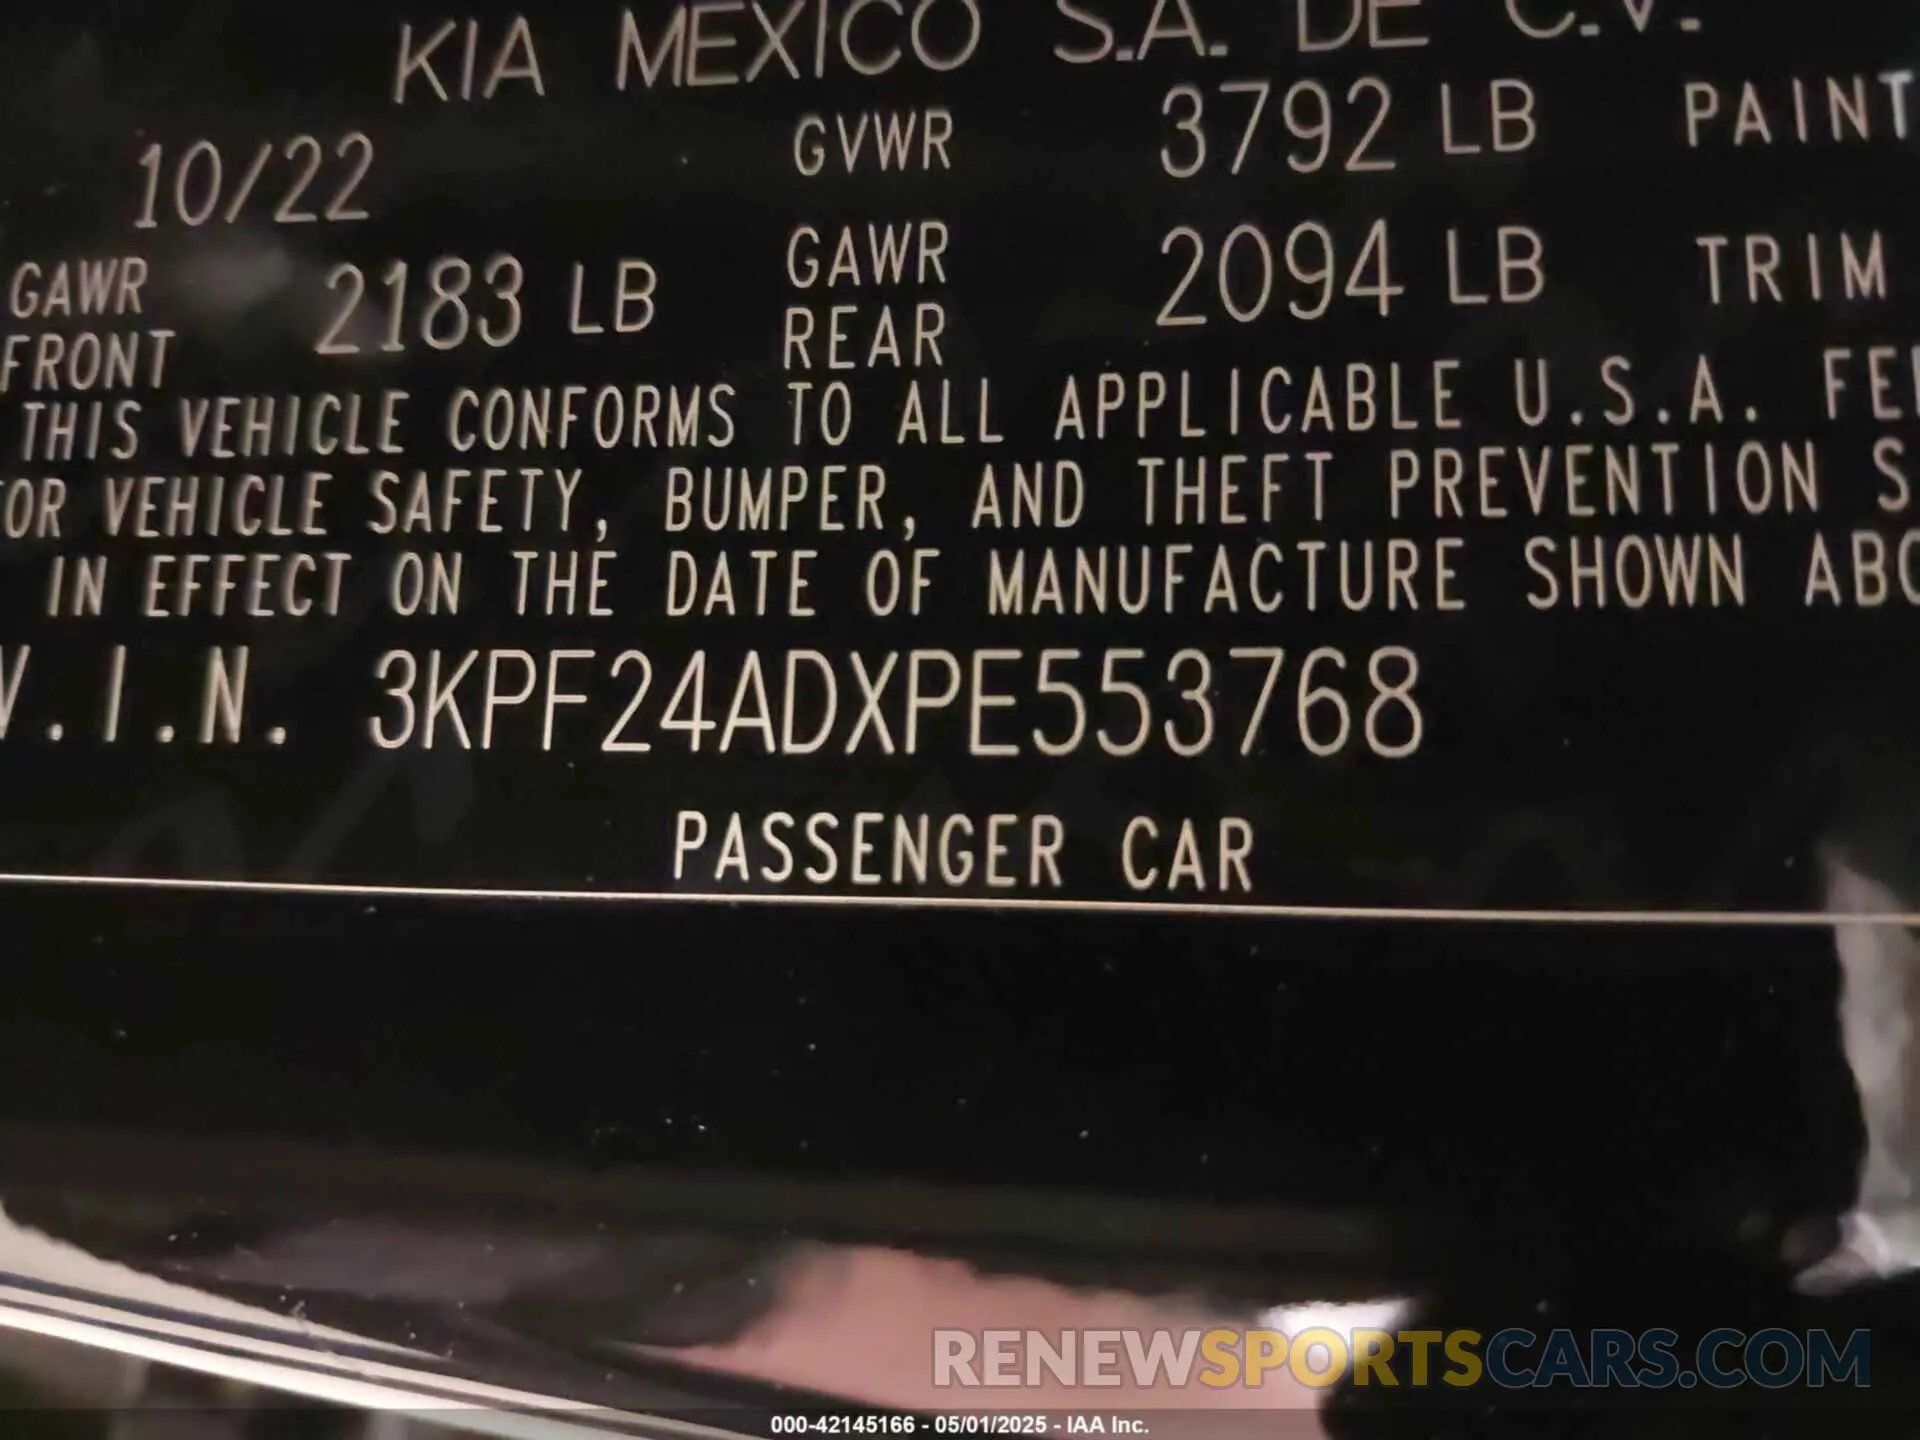 KIA MEXICO S.A. DE C.V.
10/22 GVWR 3792 LB PAINT
GAWR FRONT 2183 LB GAWR REAR 2094 LB TRIM
THIS VEHICLE CONFORMS TO ALL APPLICABLE U.S.A. FE
OR VEHICLE SAFETY, BUMPER, AND THEFT PREVENTION S
IN EFFECT ON THE DATE OF MANUFACTURE SHOWN ABO
V.I.N. 3KPF24ADXPE553768
PASSENGER CAR
RENEWSPORTSCARS.COM
000-42145166 - 05/01/2025 - IAA Inc.